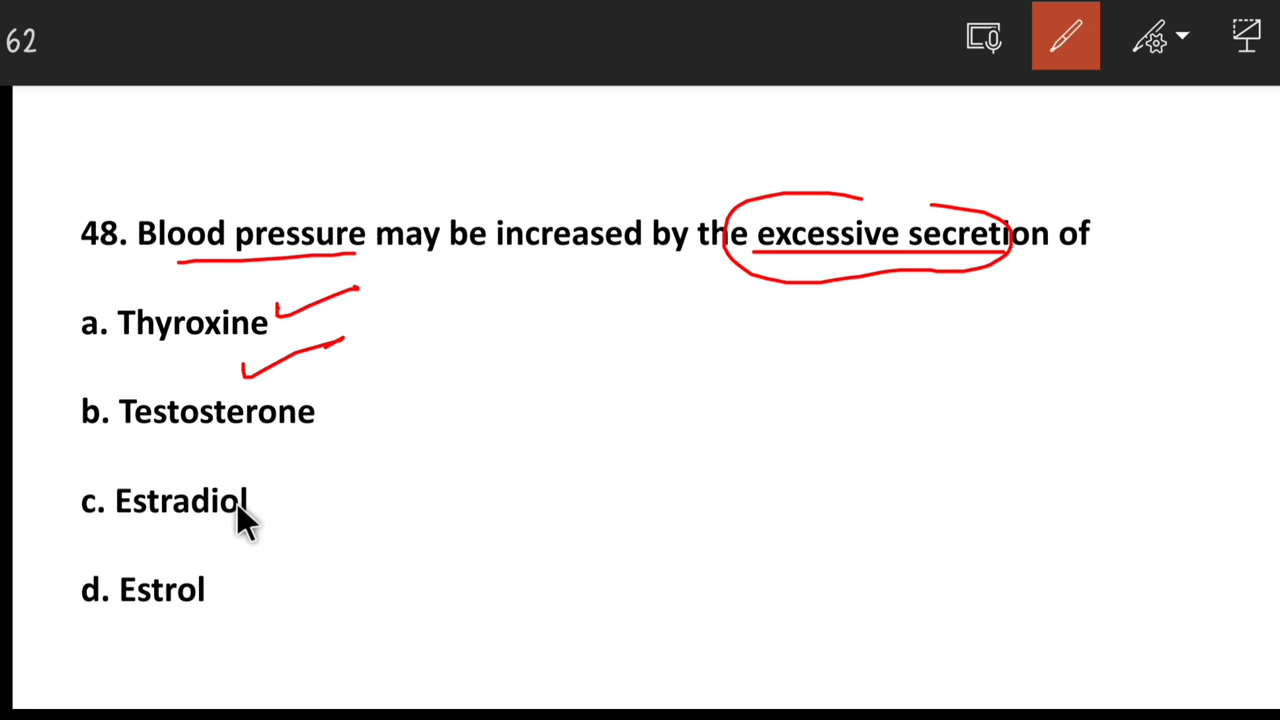 62
48. Blood pressure may be increased by the excessive secretion of
a. Thyroxine
b. Testosterone
c. Estradiol
d. Estrol